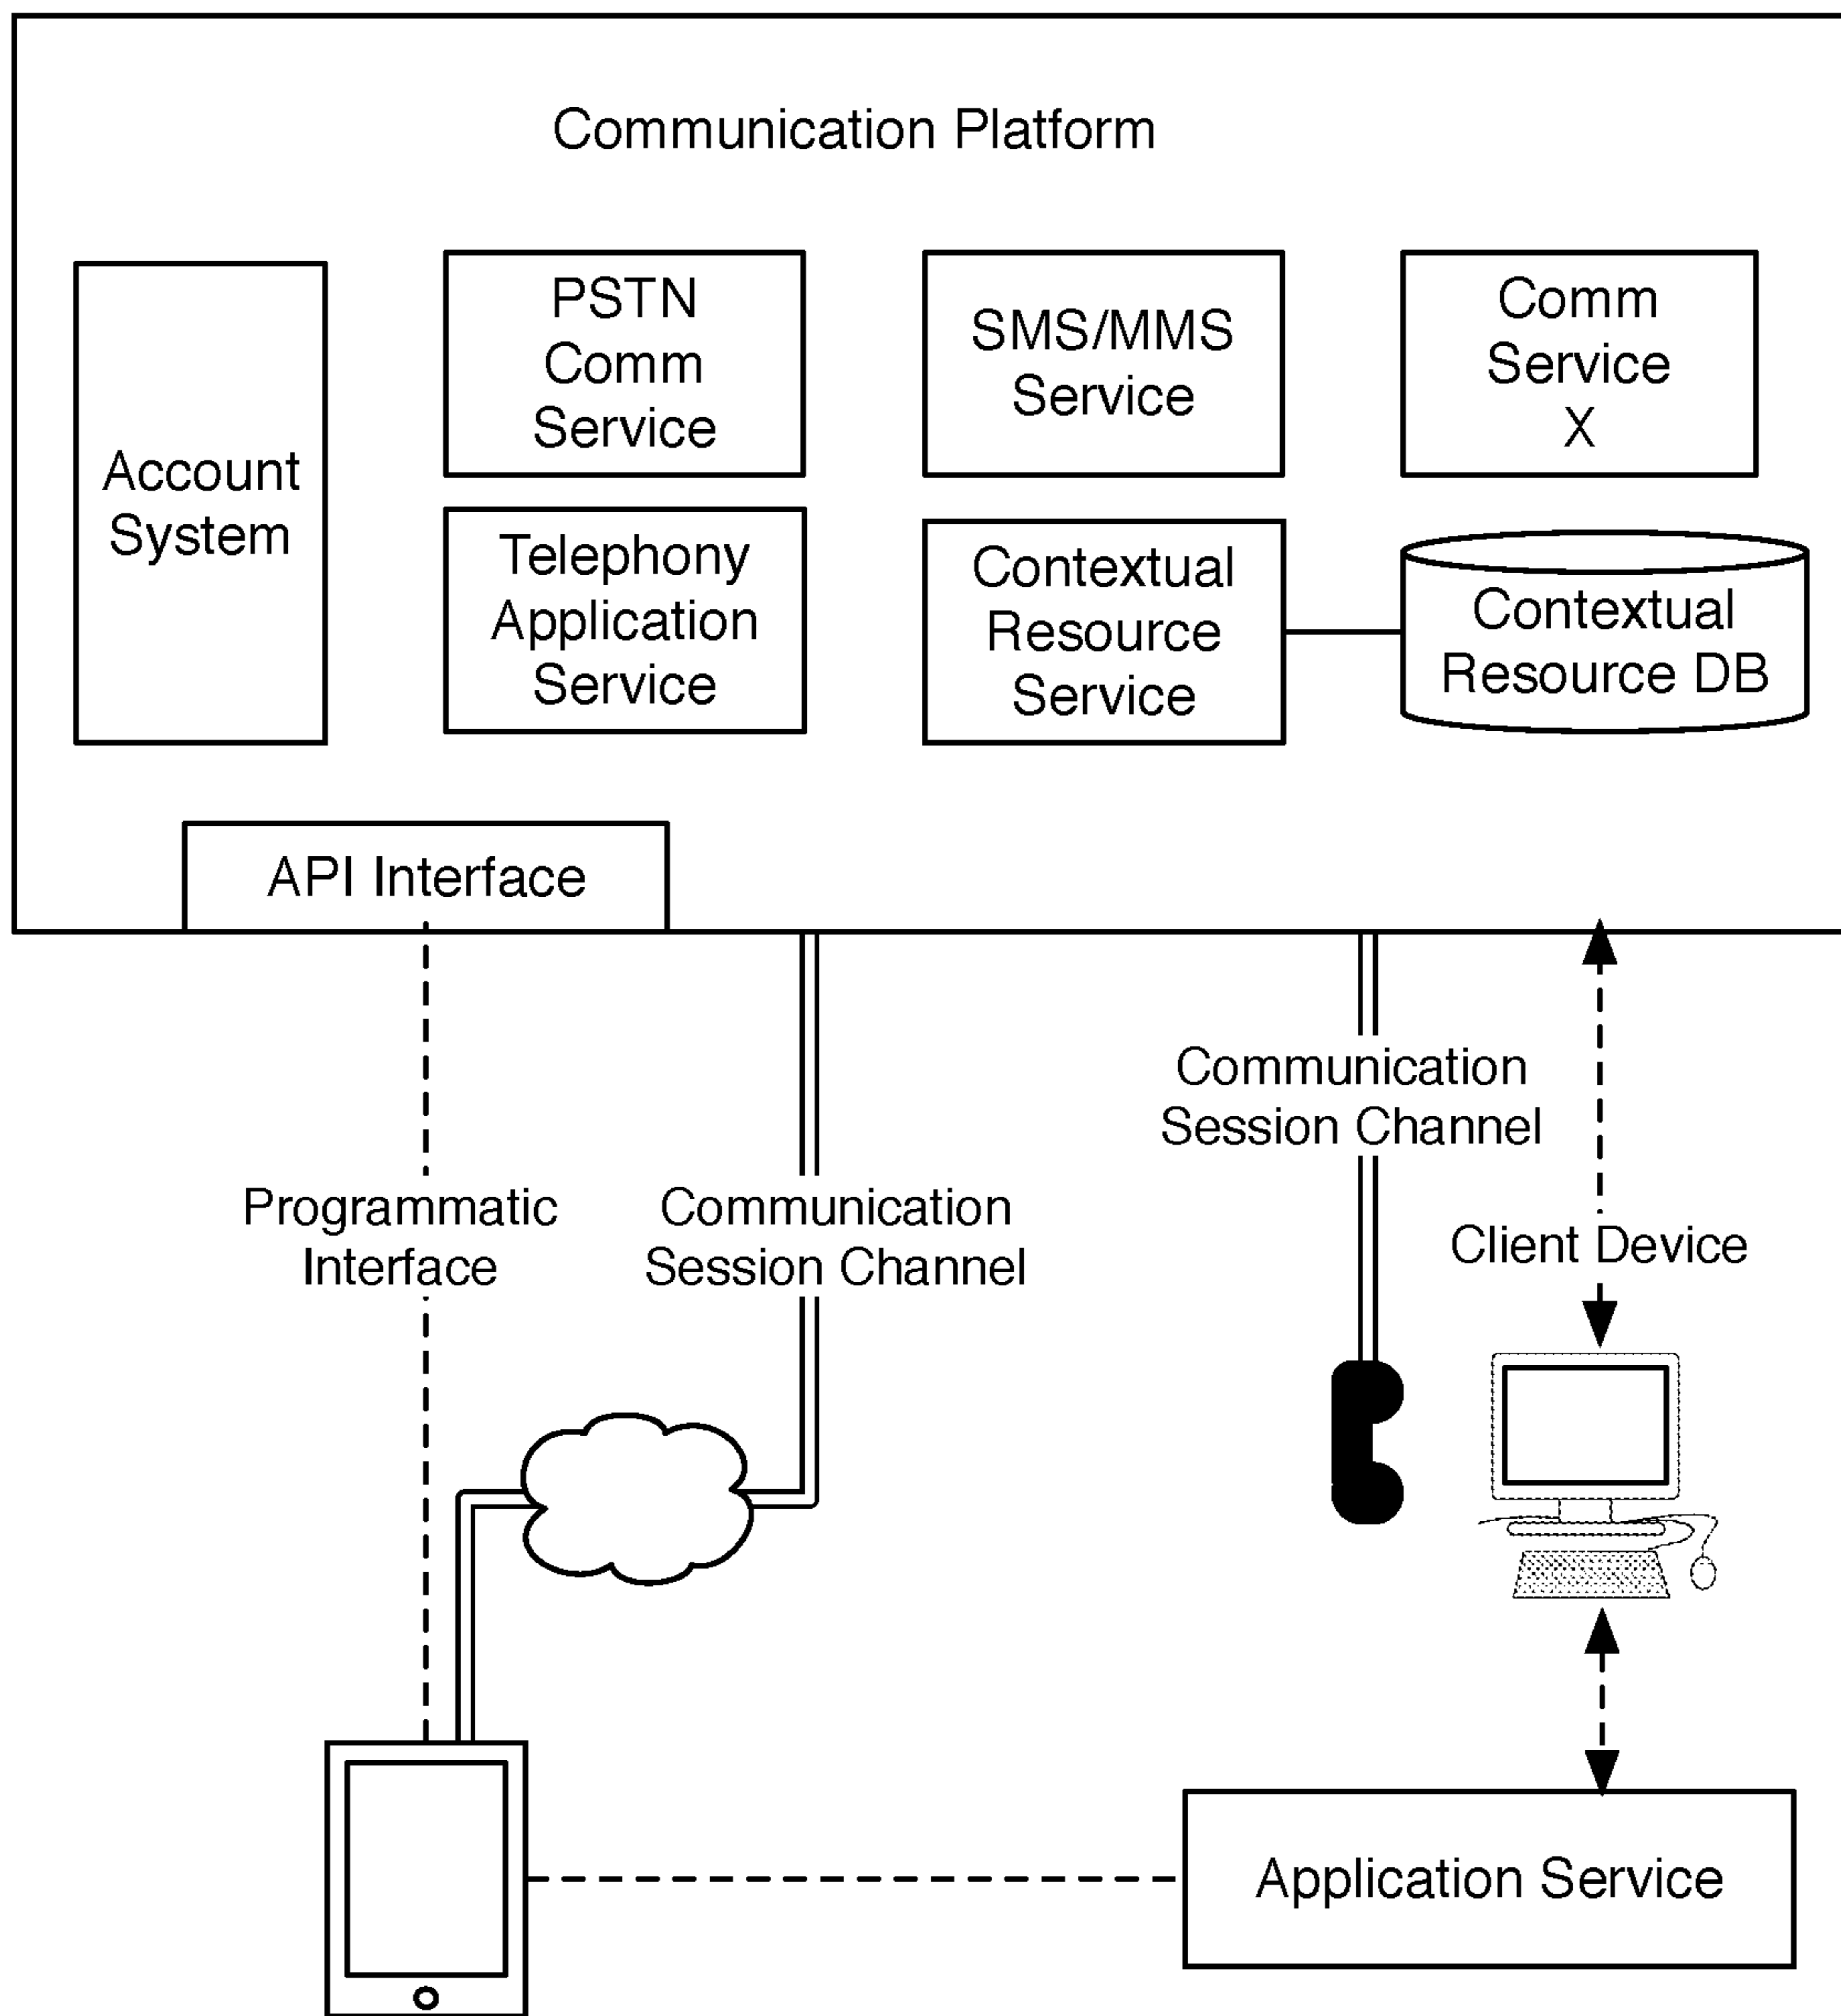 Communication Platform
Account
System
PSTN
Comm
Service
SMS/MMS
Service
Comm
Service
X
Telephony
Application
Service
Contextual
Resource
Service
Contextual
Resource DB
API Interface
Programmatic
Interface
Communication
Session Channel
Communication
Session Channel
Client Device
Application Service